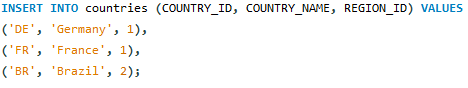 INSERT INTO countries (COUNTRY_ID, COUNTRY_NAME, REGION_ID) VALUES
('DE', 'Germany', 1),
('FR', 'France', 1),
('BR', 'Brazil', 2);